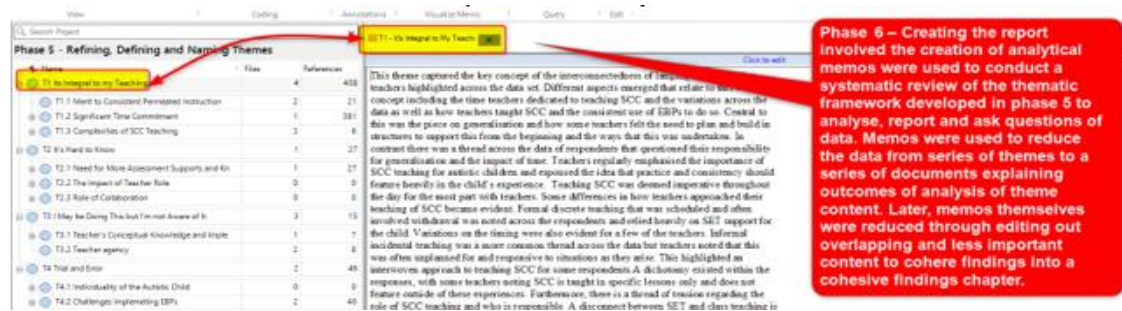 View Coding Annotations Visualize Memo Query Edit
Search Project
Phase 5 - Refining, Defining and Naming Themes
Name Files References
T1 Its Integral to my Teaching 4 408
T1.1 Merit to Consistent Permeated Instruction 2 21
T1.2 Significant Time Commitment 1 381
T1.3 Complexities of SCC Teaching 2 6
T2 It's Hard to Know 1 27
T2.1 Need for More Assessment Supports and Kn 1 27
T2.2 The Impact of Teacher Role 0 0
T2.3 Role of Collaboration 0 0
T3 I May be Doing This but I'm not Aware of It 3 15
T3.1 Teacher's Conceptual Knowledge and Imple 1 7
T3.2 Teacher agency 2 8
T4 Trial and Error 2 48
T4.1 Individuality of the Autistic Child 0 0
T4.2 Challenges Implementing EBPs 2 48
T1 - It's Integral to My Teachi
Click to edit
This theme captured the key concept of the interconnectedness of
teachers highlighted across the data set. Different aspects emerged that relate to
concept including the time teachers dedicated to teaching SCC and the variations across the
data as well as how teachers taught SCC and the consistent use of EBPs to do so. Central to
this was the piece on generalisation and how some teachers felt the need to plan and build in
structures to support this from the beginning and the ways that this was undertaken. In
contrast there was a thread across the data of respondents that questioned their responsibility
for generalisation and the impact of time. Teachers regularly emphasised the importance of
SCC teaching for autistic children and espoused the idea that practice and consistency should
feature heavily in the child's experience. Teaching SCC was deemed imperative throughout
the day for the most part with teachers. Some differences in how teachers approached their
teaching of SCC became evident. Formal discrete teaching that was scheduled and often
involved withdrawal was noted across the respondents and relied heavily on SET support for
the child. Variations on the timing were also evident for a few of the teachers. Informal
incidental teaching was a more common thread across the data but teachers noted that this
was often unplanned for and responsive to situations as they arise. This highlighted an
interwoven approach to teaching SCC for some respondents. A dichotomy existed within the
responses, with some teachers noting SCC is taught in specific lessons only and does not
feature outside of these experiences. Furthermore, there is a thread of tension regarding the
role of SCC teaching and who is responsible. A disconnect between SET and class teaching is
Phase 6 – Creating the report
involved the creation of analytical
memos were used to conduct a
systematic review of the thematic
framework developed in phase 5 to
analyse, report and ask questions of
data. Memos were used to reduce
the data from series of themes to a
series of documents explaining
outcomes of analysis of theme
content. Later, memos themselves
were reduced through editing out
overlapping and less important
content to cohere findings into a
cohesive findings chapter.